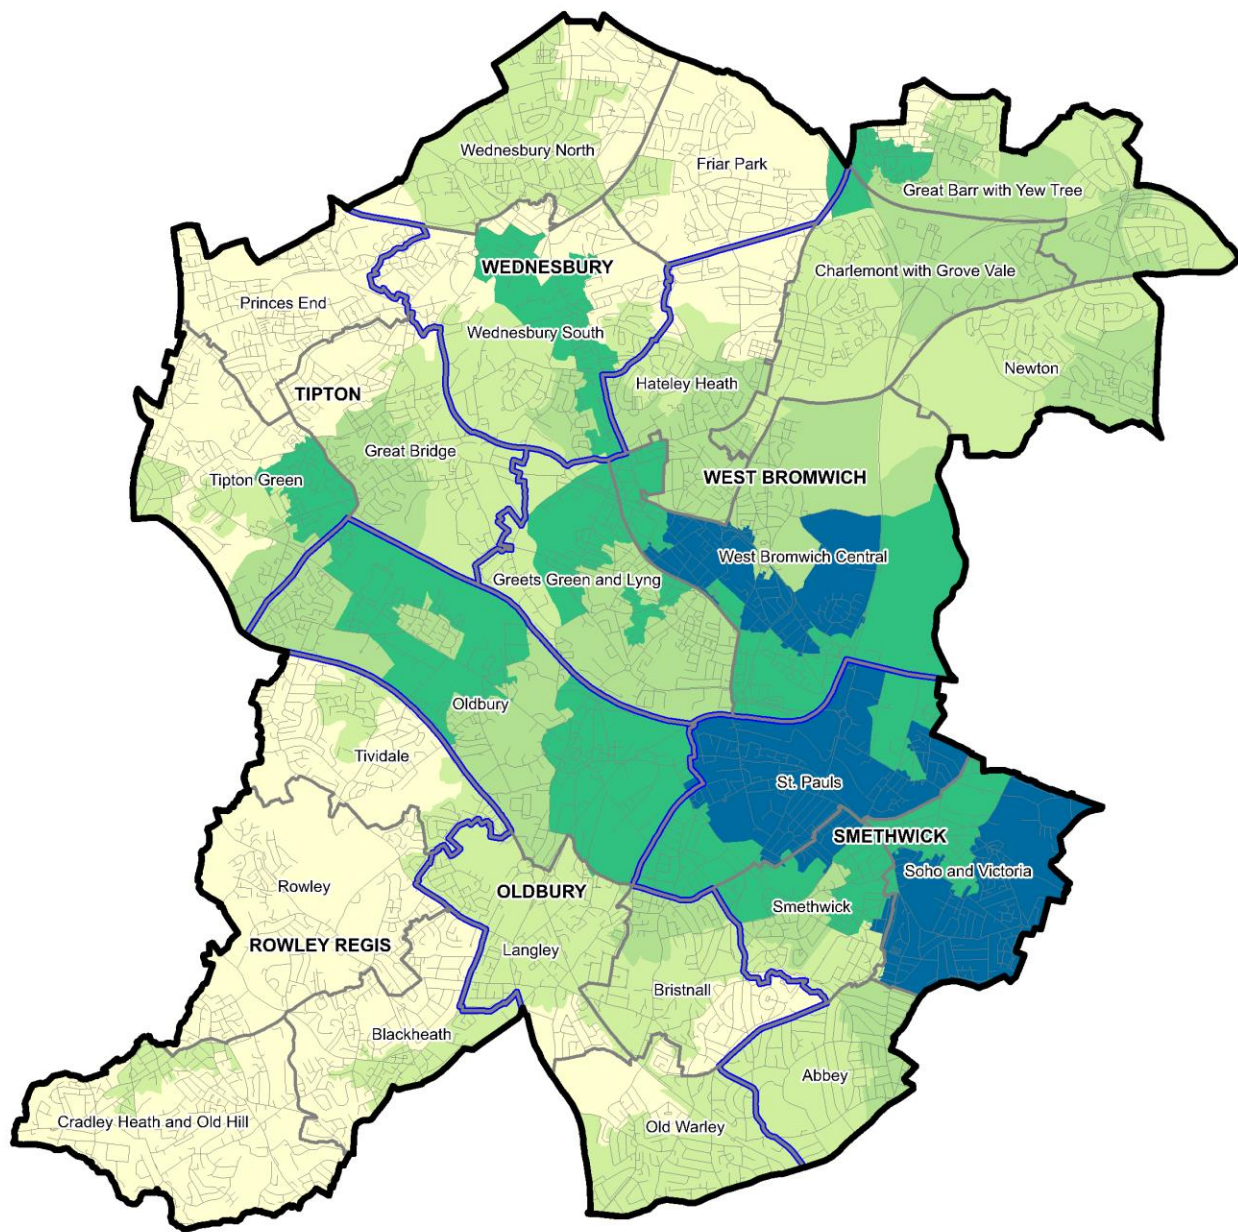 Wednesbury North
Friar Park
Great Barr with Yew Tree
WEDNESBURY
Charlemont with Grove Vale
Princes End
Wednesbury South
Newton
Hateley Heath
TIPTON
Great Bridge
Tipton Green
WEST BROMWICH
West Bromwich Central
Greets Green and Lyng
Oldbury
Tividale
St. Pauls
SMETHWICK
Soho and Victoria
Rowley
OLDBURY
Smethwick
ROWLEY REGIS
Langley
Bristnall
Blackheath
Abbey
Cradley Heath and Old Hill
Old Warley